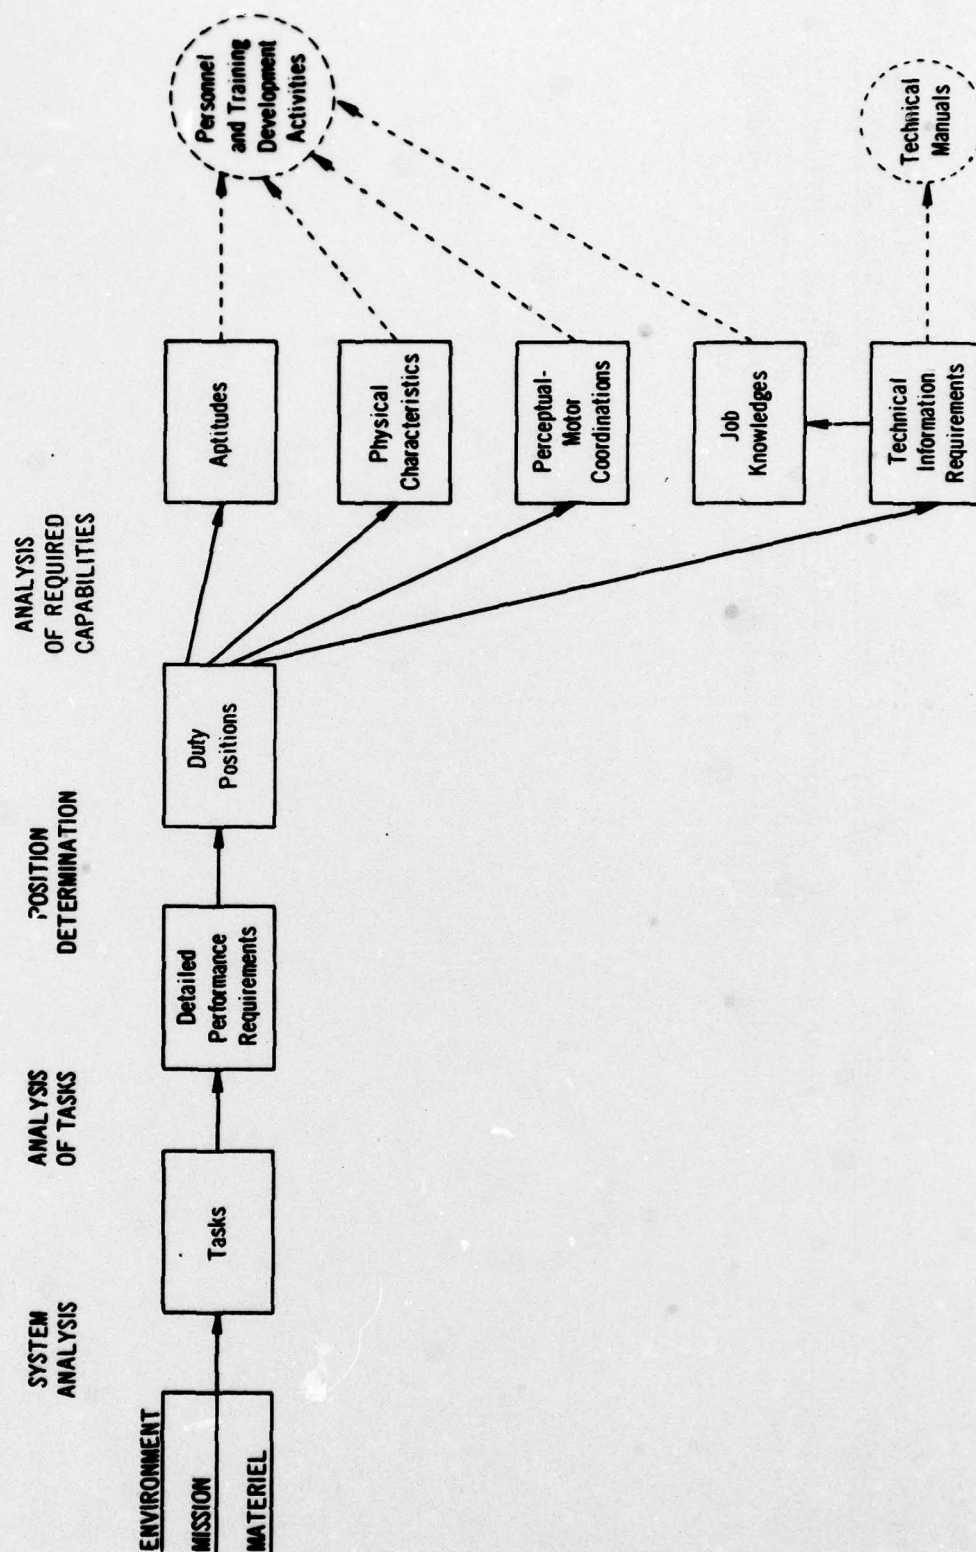 SYSTEM
ANALYSIS
ANALYSIS
OF TASKS
POSITION
DETERMINATION
ANALYSIS
OF REQUIRED
CAPABILITIES
ENVIRONMENT
MISSION
MATERIEL
Tasks
Detailed
Performance
Requirements
Duty
Positions
Aptitudes
Physical
Characteristics
Perceptual-
Motor
Coordinations
Job
Knowledges
Technical
Information
Requirements
Personnel
and Training
Development
Activities
Technical
Manuals